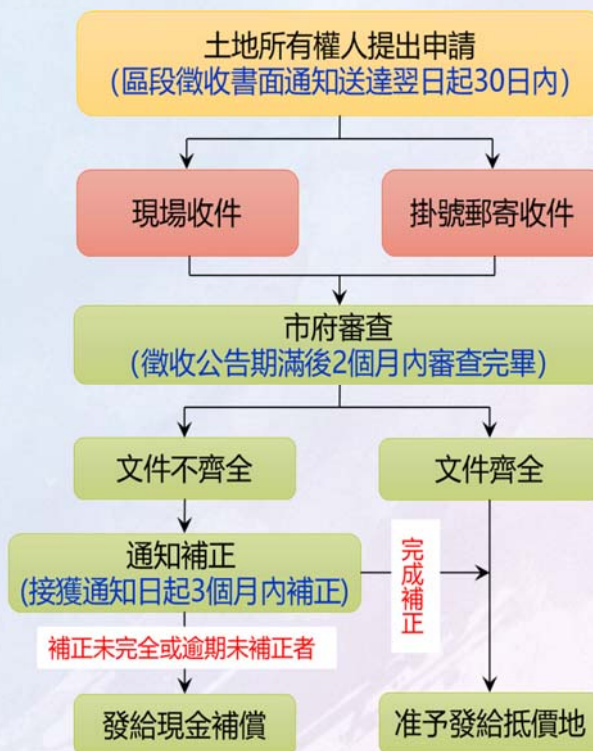 土地所有權人提出申請
(區段徵收書面通知送達翌日起30日內)
現場收件
掛號郵寄收件
市府審查
(徵收公告期滿後2個月內審查完畢)
文件不齊全
文件齊全
通知補正
(接獲通知日起3個月內補正)
完成補正
補正未完全或逾期未補正者
發給現金補償
准予發給抵價地